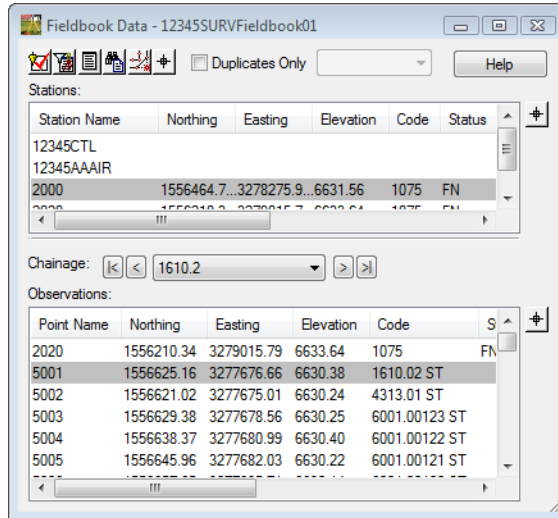 Fieldbook Data - 12345SURVFieldbook01
Duplicates Only
Help
Stations:
Station Name Northing Easting Elevation Code Status
12345CTL
12345AAAIR
2000 1556464.7... 3278275.9... 6631.56 1075 FN
Chainage: 1610.2
Observations:
Point Name Northing Easting Elevation Code S
2020 1556210.34 3279015.79 6633.64 1075 FN
5001 1556625.16 3277676.66 6630.38 1610.02 ST
5002 1556621.02 3277675.01 6630.24 4313.01 ST
5003 1556629.38 3277678.56 6630.25 6001.00123 ST
5004 1556638.37 3277680.99 6630.40 6001.00122 ST
5005 1556645.96 3277682.03 6630.22 6001.00121 ST